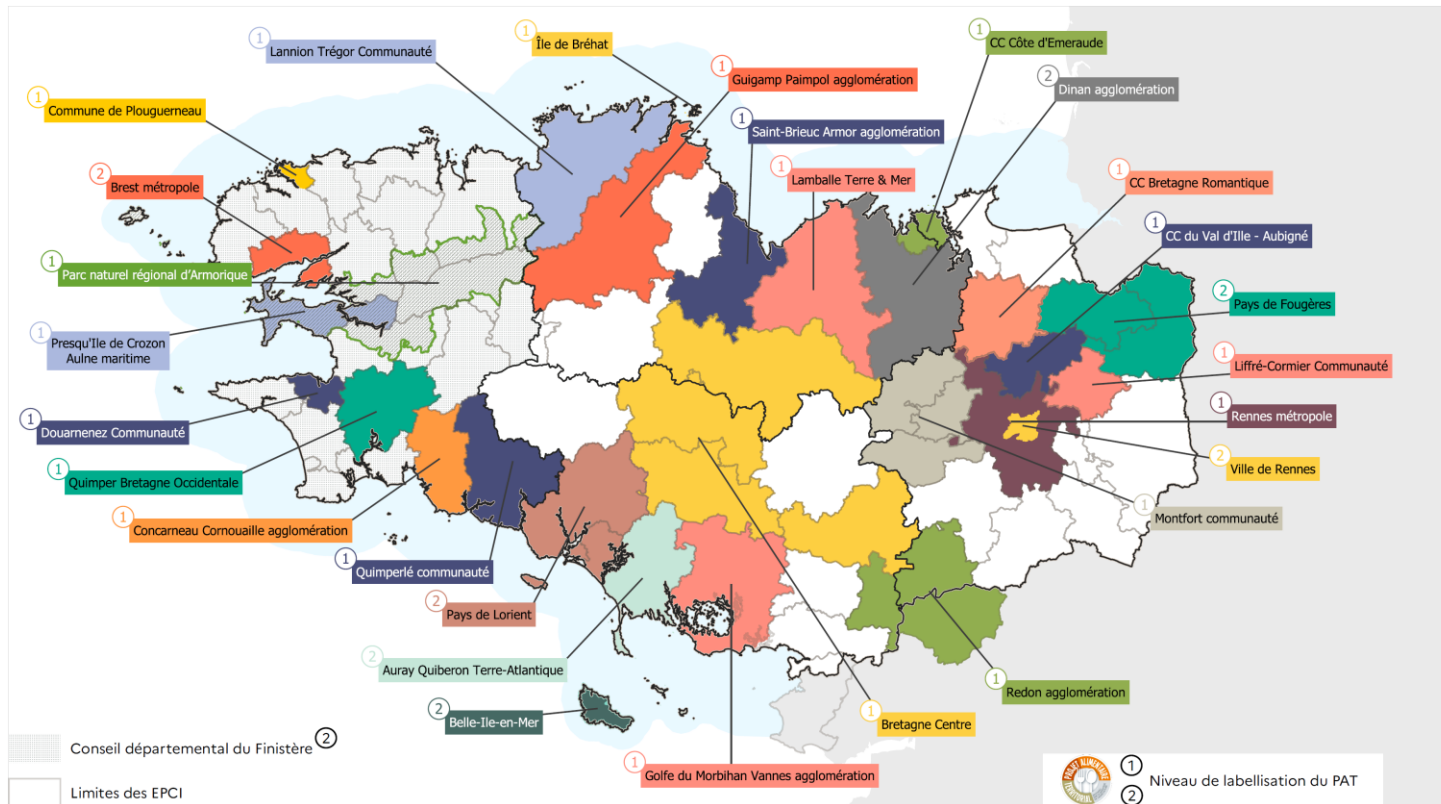 1
Lannion Trégor Communauté
1
Île de Bréhat
1
CC Côte d'Emeraude
1
Guigamp Paimpol agglomération
2
Dinan agglomération
1
Commune de Plouguerneau
1
Saint-Brieuc Armor agglomération
2
Brest métropole
1
Lamballe Terre & Mer
1
CC Bretagne Romantique
1
CC du Val d'Ille - Aubigné
1
Parc naturel régional d'Armorique
2
Pays de Fougères
1
Presqu'Ile de Crozon
Aulne maritime
1
Liffré-Cormier Communauté
1
Rennes métropole
1
Douarnenez Communauté
2
Ville de Rennes
1
Quimper Bretagne Occidentale
1
Montfort communauté
1
Concarneau Cornouaille agglomération
1
Quimperlé communauté
2
Pays de Lorient
2
Auray Quiberon Terre-Atlantique
1
Redon agglomération
2
Belle-Ile-en-Mer
1
Bretagne Centre
1
Golfe du Morbihan Vannes agglomération
Conseil départemental du Finistère 2
Limites des EPCI
PROJET ALIMENTAIRE
TERRITORIAL
1
2
Niveau de labellisation du PAT